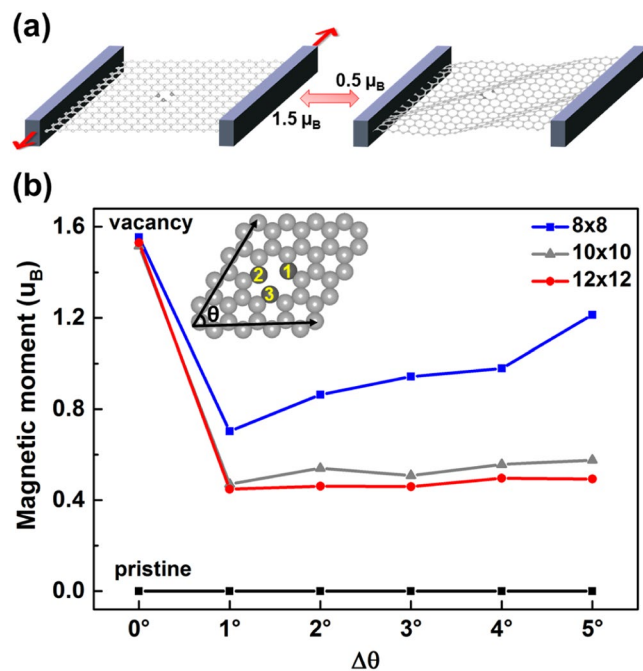 (a)
0.5 μB
1.5 μB
(b)
Magnetic moment (uB)
1.6
1.2
0.8
0.4
0.0
vacancy
pristine
2 1
3
θ
8x8
10x10
12x12
0° 1° 2° 3° 4° 5°
Δθ